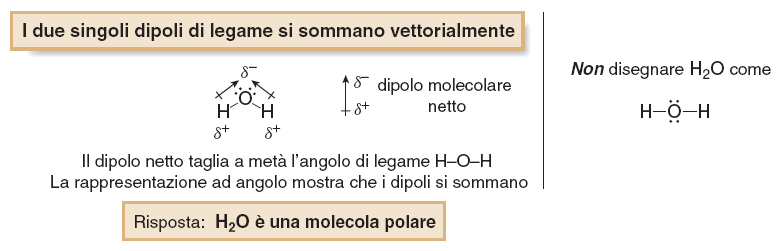 I due singoli dipoli di legame si sommano vettorialmente
δ–
O
H H
δ+ δ+
δ– dipolo molecolare
δ+ netto
Il dipolo netto taglia a metà l'angolo di legame H–O–H
La rappresentazione ad angolo mostra che i dipoli si sommano
Risposta: H₂O è una molecola polare
Non disegnare H₂O come
H–O–H